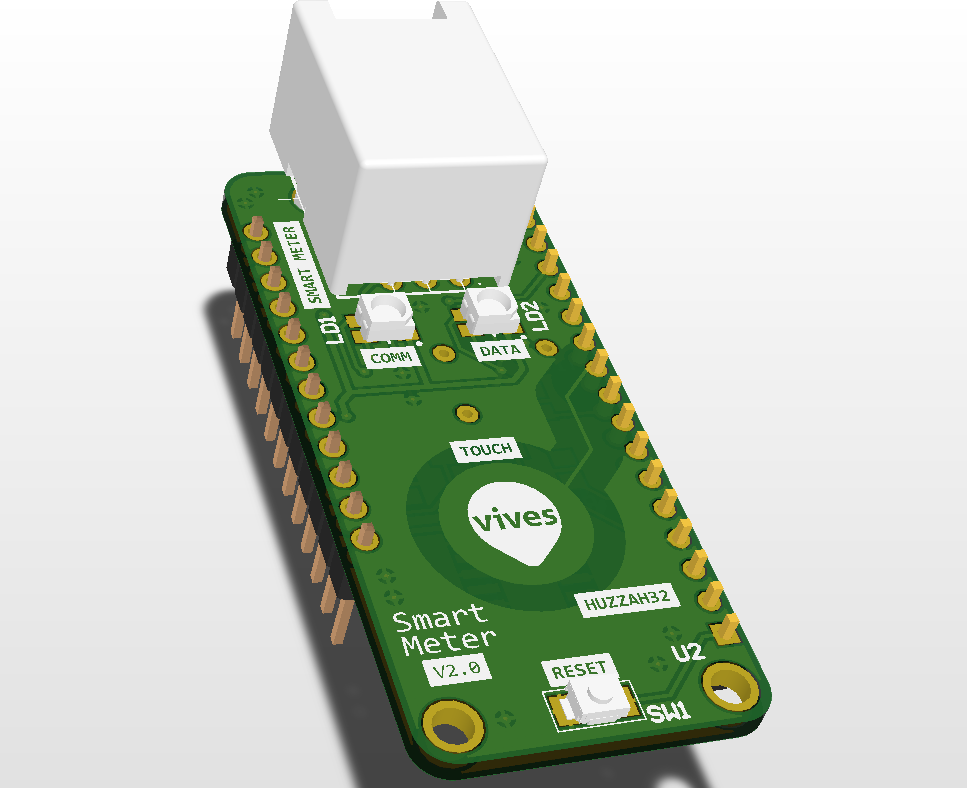 SMART METER
LD1
LD2
COMM
DATA
TOUCH
vives
HUZZAH32
Smart
Meter
V2.0
U2
RESET
SW1